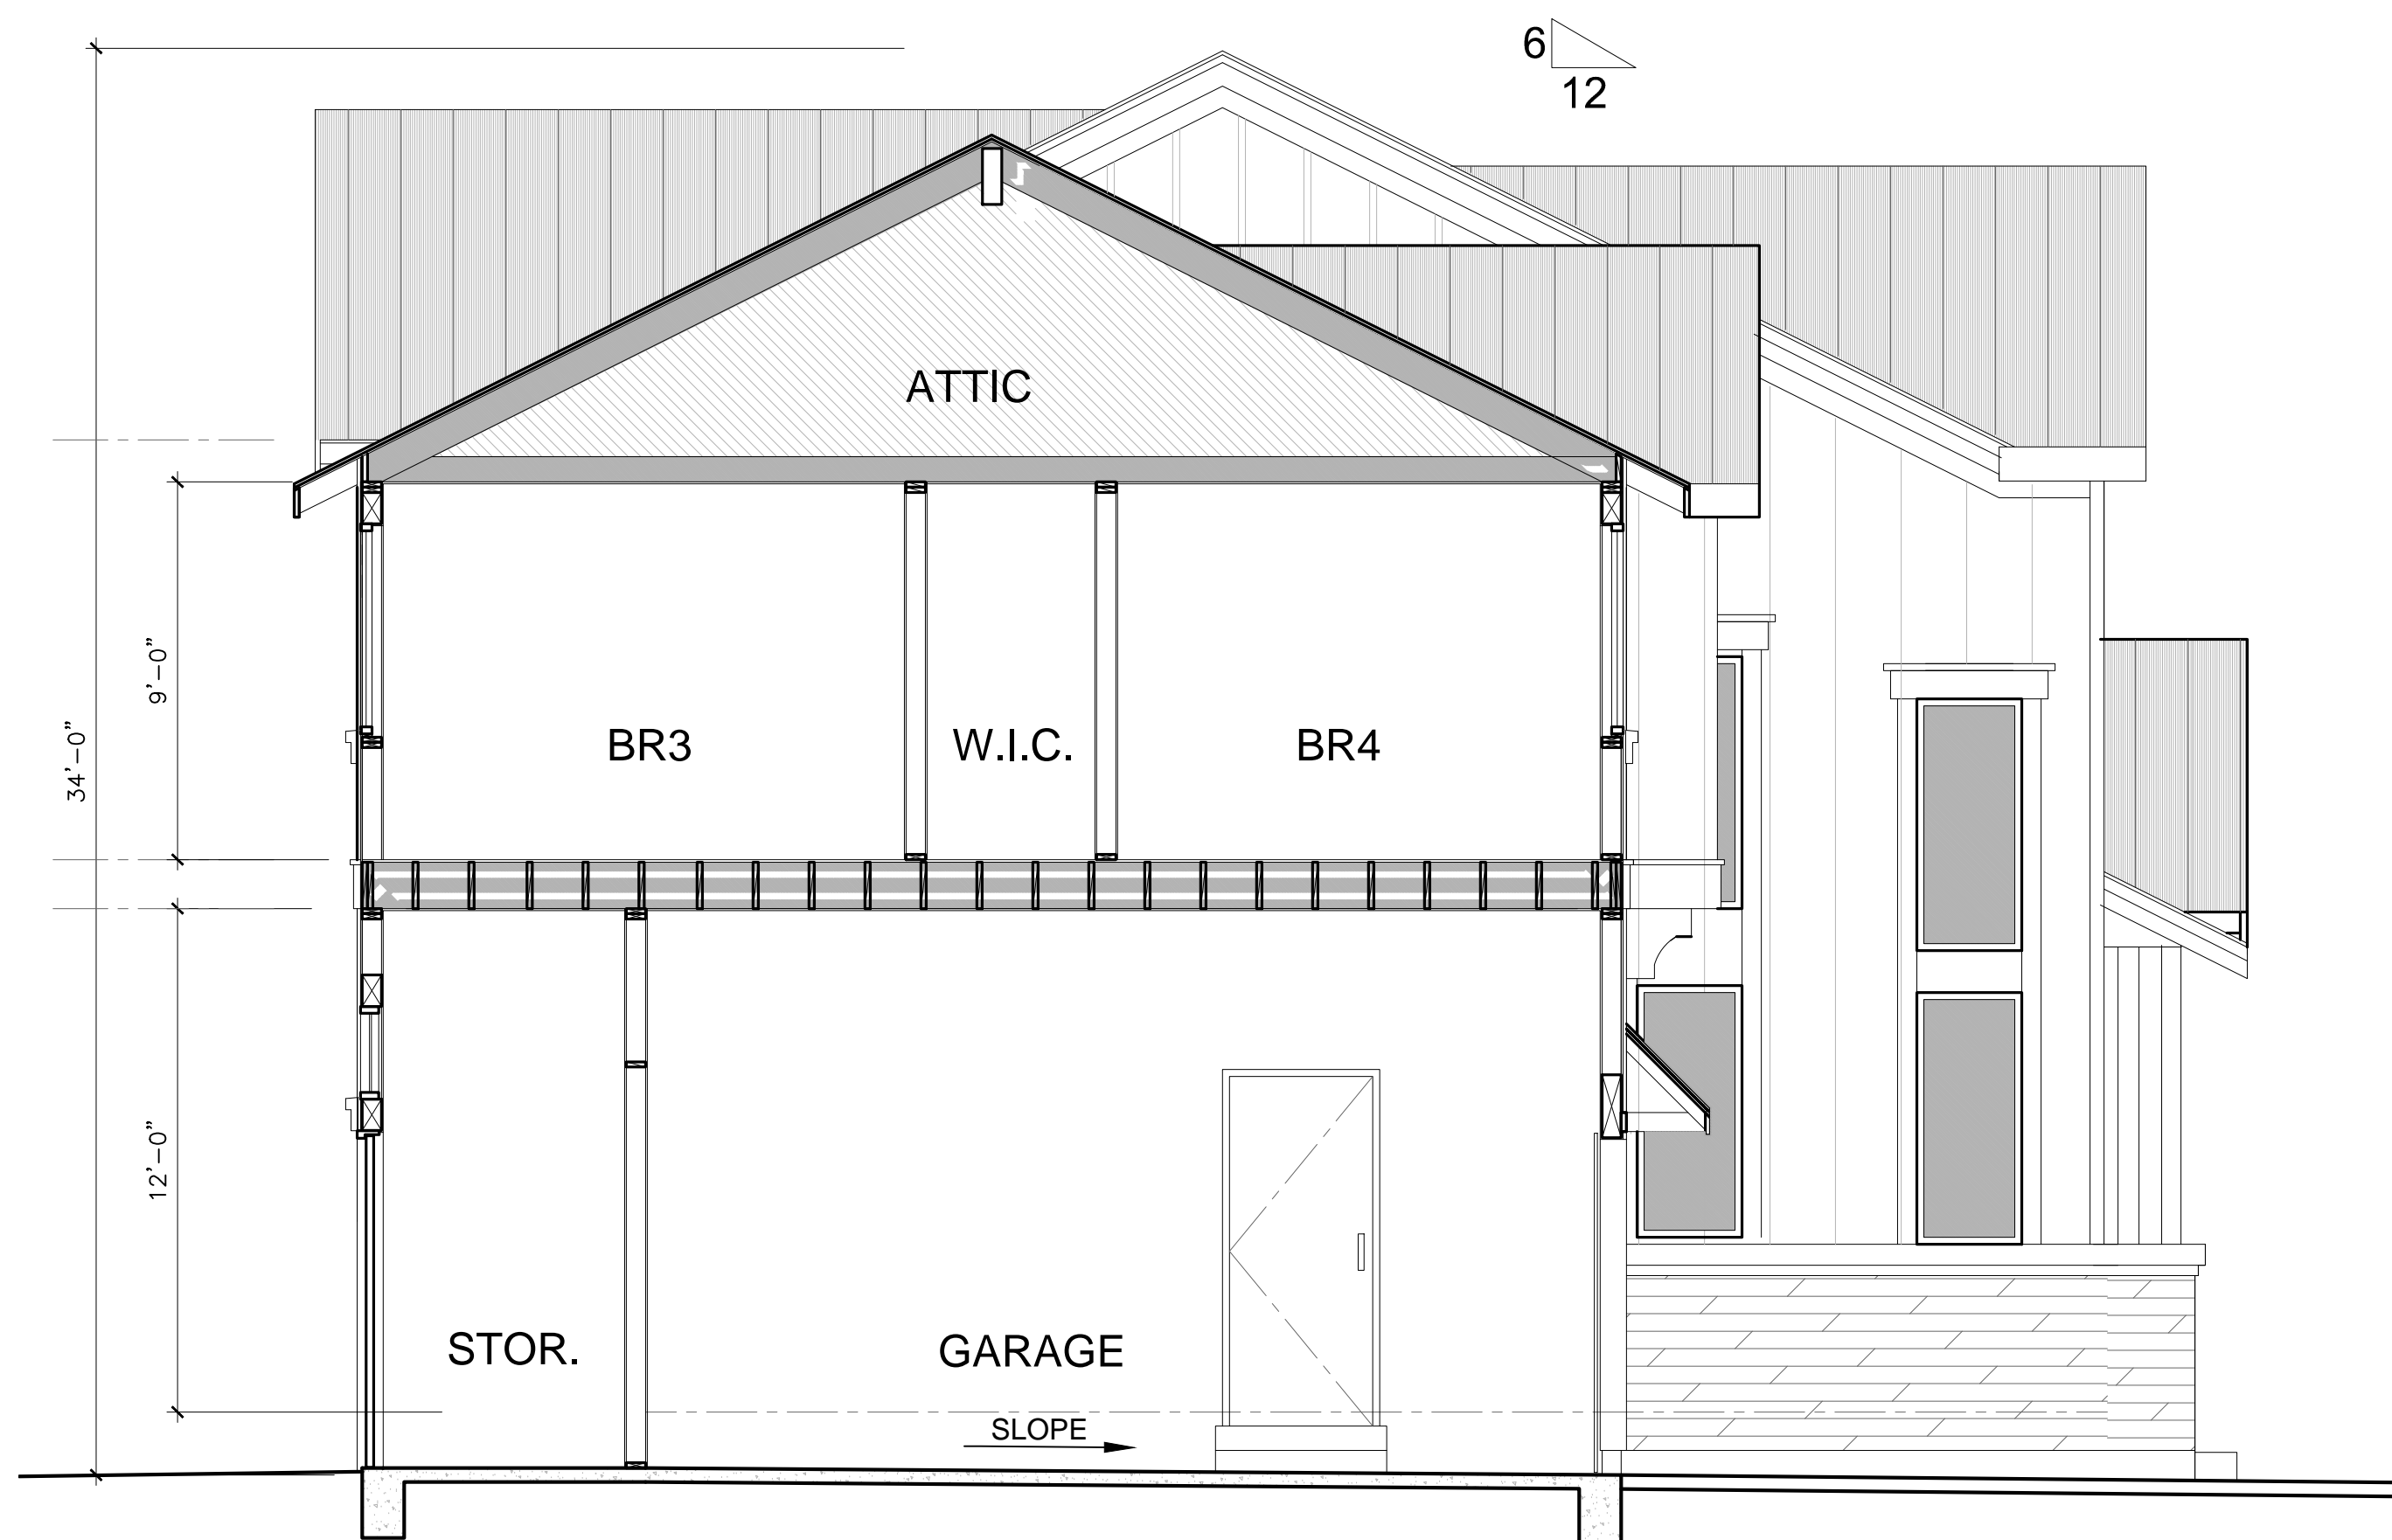 6
12
ATTIC
9'-0"
34'-0"
BR3
W.I.C.
BR4
12'-0"
STOR.
GARAGE
SLOPE